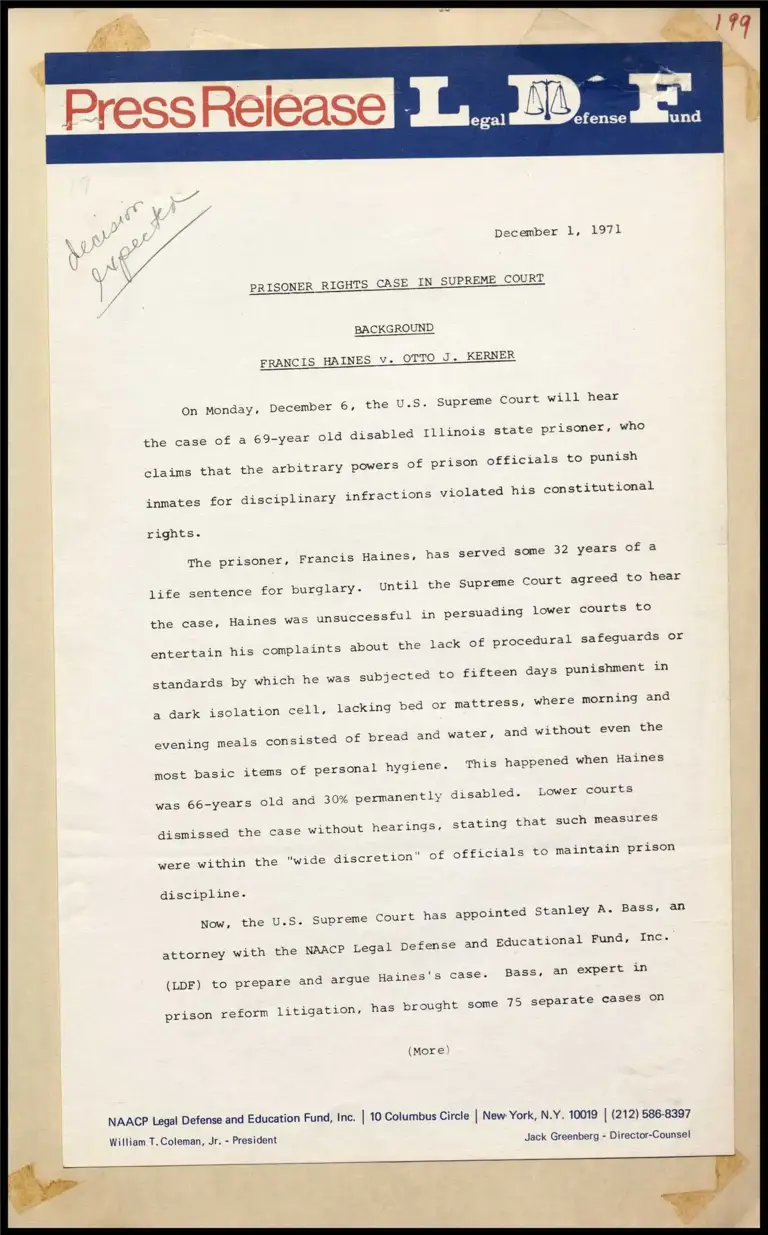 199
Press Release Legal Defense Fund
decision
expected
December 1, 1971
PRISONER RIGHTS CASE IN SUPREME COURT
BACKGROUND
FRANCIS HAINES v. OTTO J. KERNER
On Monday, December 6, the U.S. Supreme Court will hear
the case of a 69-year old disabled Illinois state prisoner, who
claims that the arbitrary powers of prison officials to punish
inmates for disciplinary infractions violated his constitutional
rights.
The prisoner, Francis Haines, has served some 32 years of a
life sentence for burglary. Until the Supreme Court agreed to hear
the case, Haines was unsuccessful in persuading lower courts to
entertain his complaints about the lack of procedural safeguards or
standards by which he was subjected to fifteen days punishment in
a dark isolation cell, lacking bed or mattress, where morning and
evening meals consisted of bread and water, and without even the
most basic items of personal hygiene. This happened when Haines
was 66-years old and 30% permanently disabled. Lower courts
dismissed the case without hearings, stating that such measures
were within the "wide discretion" of officials to maintain prison
discipline.
Now, the U.S. Supreme Court has appointed Stanley A. Bass, an
attorney with the NAACP Legal Defense and Educational Fund, Inc.
(LDF) to prepare and argue Haines's case. Bass, an expert in
prison reform litigation, has brought some 75 separate cases on
(More)
NAACP Legal Defense and Education Fund, Inc. | 10 Columbus Circle | New York, N.Y. 10019 | (212) 586-8397
William T. Coleman, Jr. - President Jack Greenberg - Director-Counsel